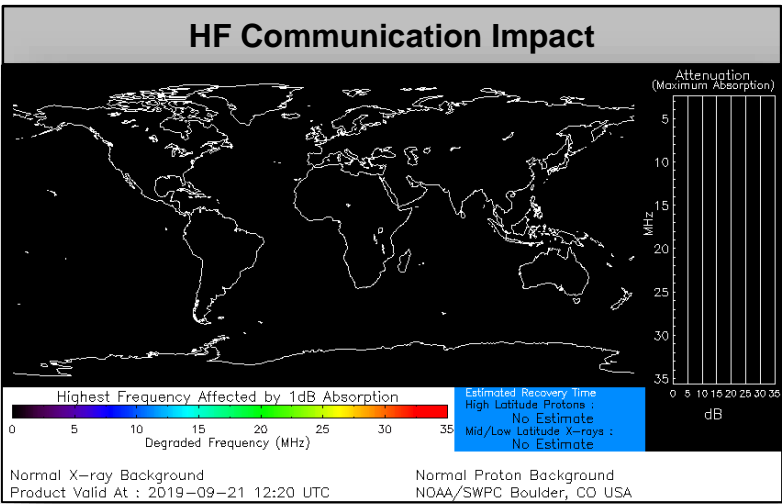 HF Communication Impact
Attenuation
(Maximum Absorption)
5
10
15
20
25
30
35
MHz
0 5 10 15 20 25 30 35
dB
Highest Frequency Affected by 1dB Absorption
0 5 10 15 20 25 30 35
Degraded Frequency (MHz)
Estimated Recovery Time
High Latitude Protons :
No Estimate
Mid/Low Latitude X-rays :
No Estimate
Normal X-ray Background
Product Valid At : 2019-09-21 12:20 UTC
Normal Proton Background
NOAA/SWPC Boulder, CO USA